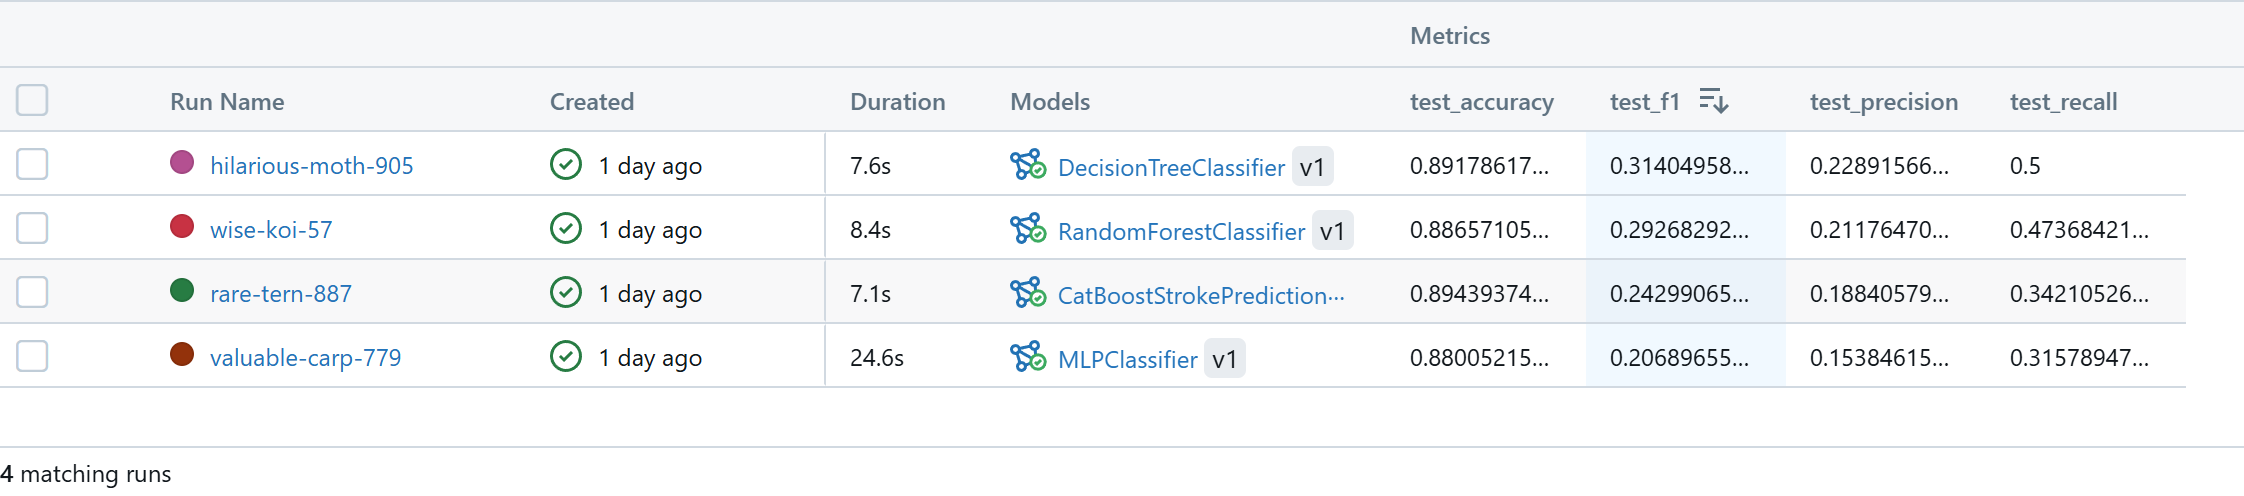 Metrics
Run Name Created Duration Models test_accuracy test_f1 test_precision test_recall
hilarious-moth-905 1 day ago 7.6s DecisionTreeClassifier v1 0.89178617... 0.31404958... 0.22891566... 0.5
wise-koi-57 1 day ago 8.4s RandomForestClassifier v1 0.88657105... 0.29268292... 0.21176470... 0.47368421...
rare-tern-887 1 day ago 7.1s CatBoostStrokePrediction··· 0.89439374... 0.24299065... 0.18840579... 0.34210526...
valuable-carp-779 1 day ago 24.6s MLPClassifier v1 0.88005215... 0.20689655... 0.15384615... 0.31578947...
4 matching runs